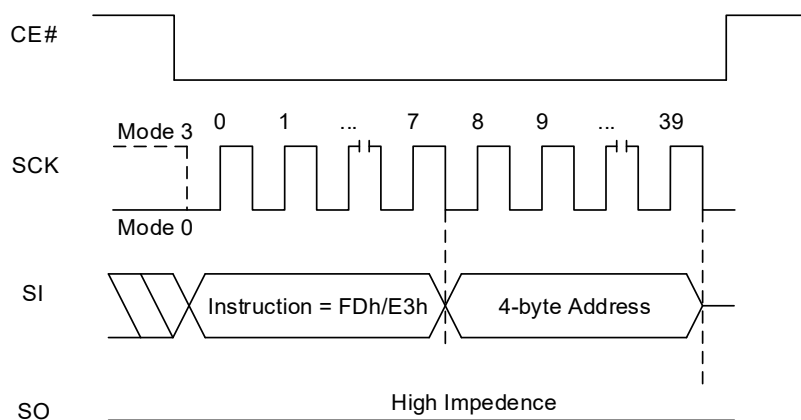 CE#
0 1 ... 7 8 9 ... 39
Mode 3
SCK
Mode 0
SI
Instruction = FDh/E3h
4-byte Address
High Impedence
SO